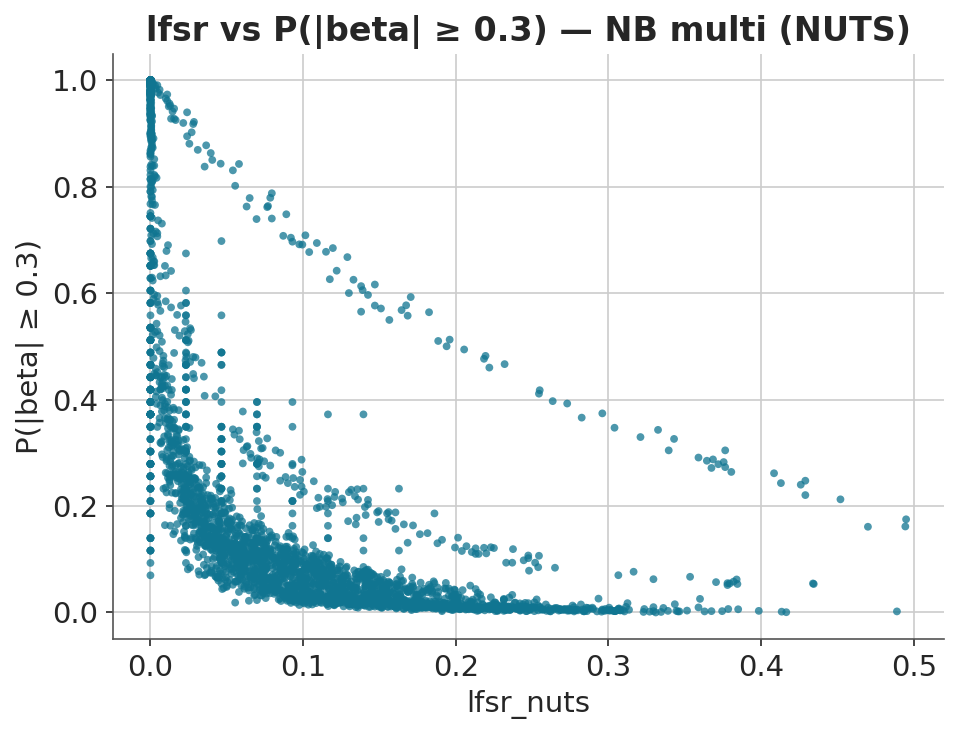 lfsr vs P(|beta| ≥ 0.3) — NB multi (NUTS)
P(|beta| ≥ 0.3)
1.0
0.8
0.6
0.4
0.2
0.0
0.0 0.1 0.2 0.3 0.4 0.5
lfsr_nuts